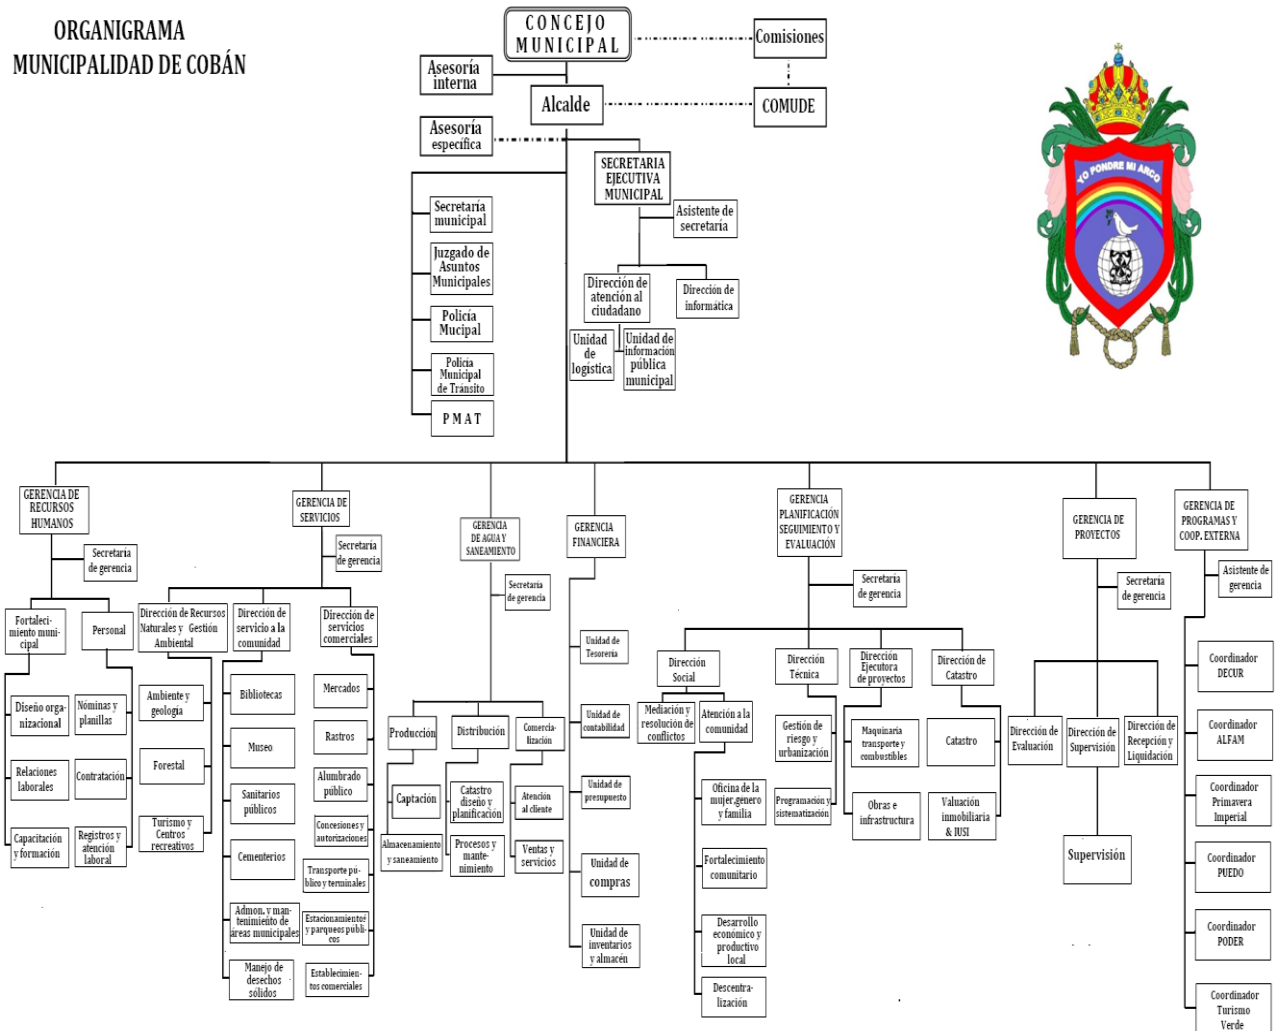 ORGANIGRAMA
MUNICIPALIDAD DE COBÁN
CONCEJO
MUNICIPAL
Comisiones
Asesoría
interna
Alcalde
COMUDE
Asesoría
específica
SECRETARIA
EJECUTIVA
MUNICIPAL
Asistente de
secretaría
Secretaría
municipal
Juzgado de
Asuntos
Municipales
Policía
Mucipal
Policía
Municipal
de Tránsito
P M A T
Dirección de
atención al
ciudadano
Dirección de
informática
Unidad
de
logística
Unidad de
información
pública
municipal
YO PONDRE MI ARCO
GERENCIA DE
RECURSOS
HUMANOS
Secretaría
de gerencia
Fortaleci-
miento muni-
cipal
Personal
Diseño orga-
nizacional
Relaciones
laborales
Capacitación
y formación
Nóminas y
planillas
Contratación
Registros y
atención
laboral
GERENCIA DE
SERVICIOS
Secretaría
de gerencia
Dirección de Recursos
Naturales y Gestión
Ambiental
Dirección de
servicio a la
comunidad
Dirección de
servicios
comerciales
Ambiente y
geología
Forestal
Turismo y
Centros
recreativos
Bibliotecas
Museo
Sanitarios
públicos
Cementerios
Admon. y man-
tenimiento de
áreas municipales
Manejo de
desechos
sólidos
Mercados
Rastros
Alumbrado
público
Concesiones y
autorizaciones
Transporte pú-
blico y terminales
Estacionamientos
y parqueos públi-
cos
Establecimien-
tos comerciales
GERENCIA
DE AGUA Y
SANEAMIENTO
Secretaría
de gerencia
Producción
Distribución
Comercia-
lización
Captación
Almacenamiento
y saneamiento
Catastro
diseño y
planificación
Procesos y
mante-
nimiento
Atención
al cliente
Ventas y
servicios
GERENCIA
FINANCIERA
Unidad de
Tesorería
Unidad de
contabilidad
Unidad de
presupuesto
Unidad de
compras
Unidad de
inventarios
y almacén
GERENCIA
PLANIFICACIÓN
SEGUIMIENTO Y
EVALUACIÓN
Secretaría
de gerencia
Dirección
Social
Dirección
Técnica
Dirección
Ejecutora
de proyectos
Dirección de
Catastro
Mediación y
resolución de
conflictos
Atención a la
comunidad
Oficina de la
mujer,genero
y familia
Fortalecimiento
comunitario
Desarrollo
económico y
productivo
local
Descentra-
lización
Gestión de
riesgo y
urbanización
Programación y
sistematización
Maquinaria
transporte y
combustibles
Obras e
infrastructura
Catastro
Valuación
inmobiliaria
& IUSI
GERENCIA DE
PROYECTOS
Secretaría
de gerencia
Dirección de
Evaluación
Dirección de
Supervisión
Dirección de
Recepción y
Liquidación
Supervisión
GERENCIA DE
PROGRAMAS Y
COOP. EXTERNA
Asistente de
gerencia
Coordinador
DECUR
Coordinador
ALFAM
Coordinador
Primavera
Imperial
Coordinador
PUEDO
Coordinador
PODER
Coordinador
Turismo
Verde